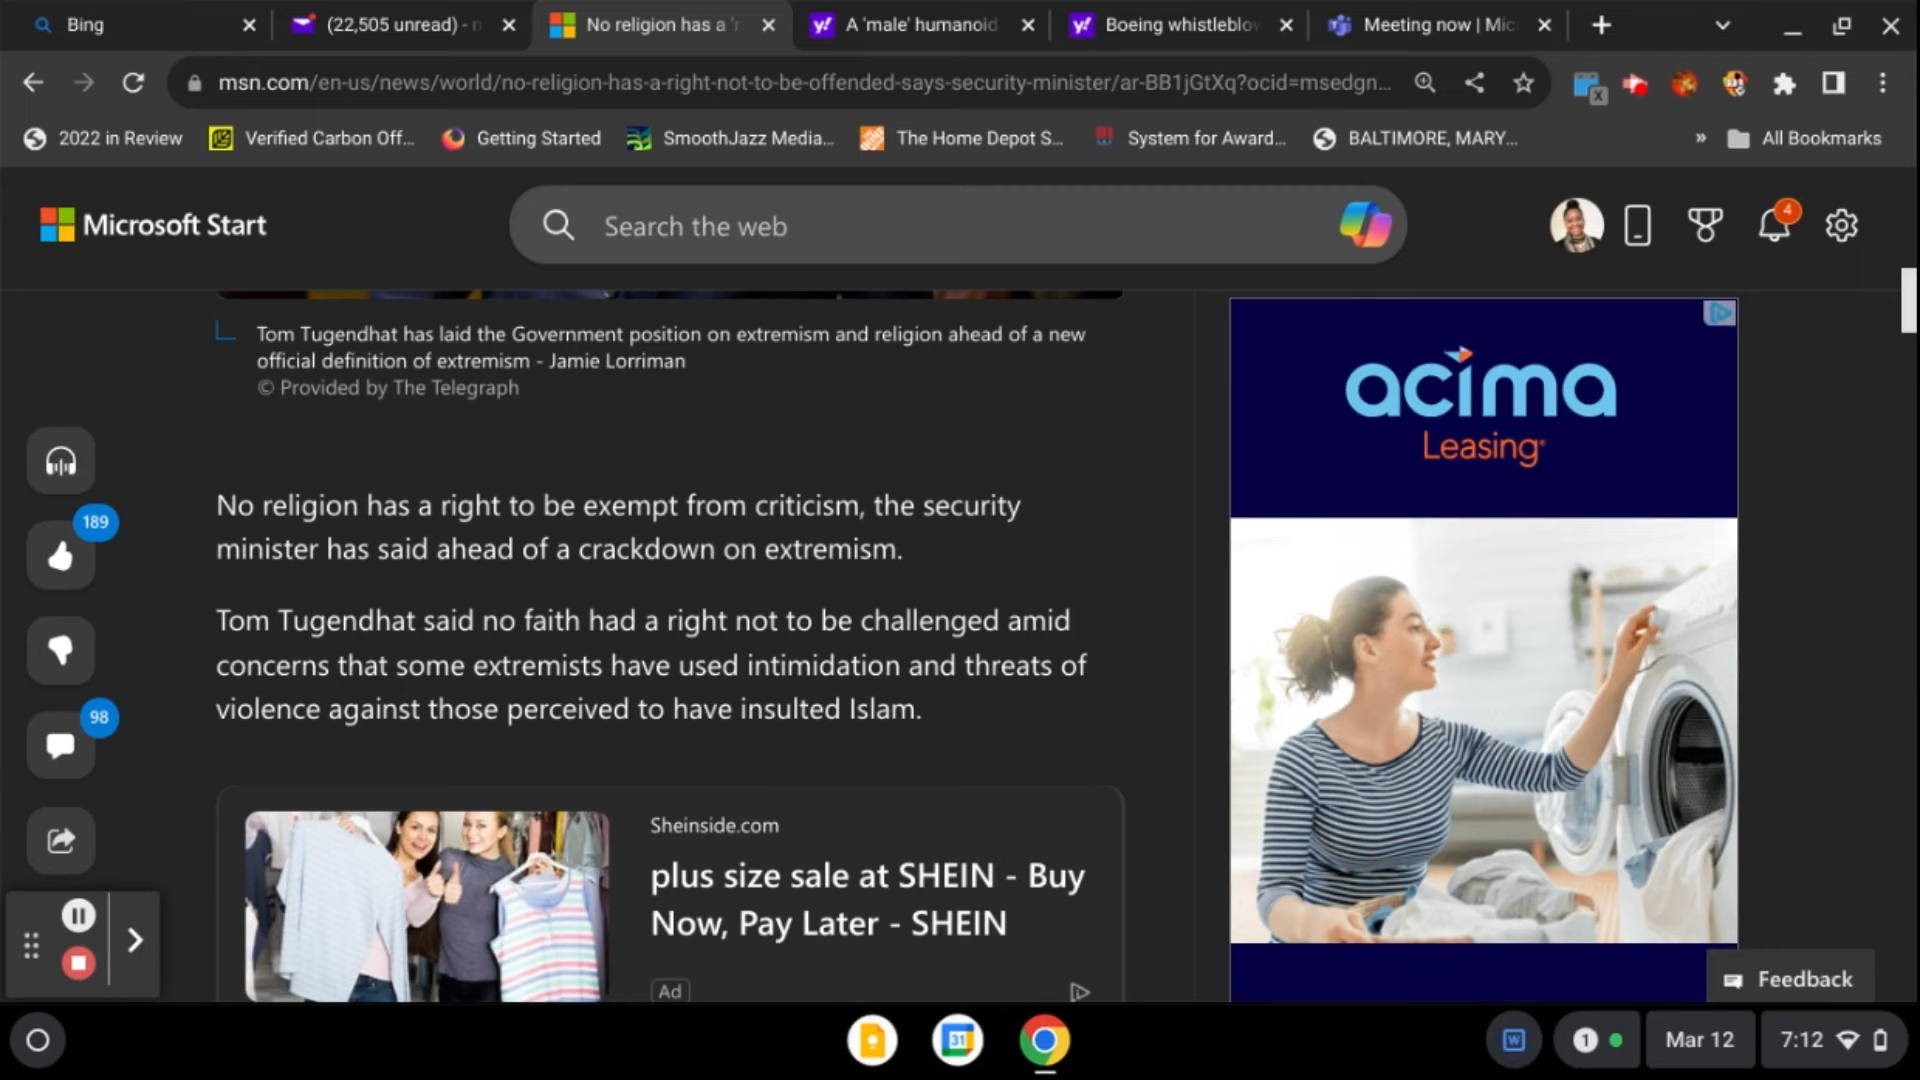 Bing
(22,505 unread) - n
No religion has a 'r
A 'male' humanoid
Boeing whistleblov
Meeting now | Mic
msn.com/en-us/news/world/no-religion-has-a-right-not-to-be-offended-says-security-minister/ar-BB1jGtXq?ocid=msedgn...
2022 in Review
Verified Carbon Off...
Getting Started
SmoothJazz Media...
The Home Depot S...
System for Award...
BALTIMORE, MARY...
»
All Bookmarks
Microsoft Start
Search the web
4
Tom Tugendhat has laid the Government position on extremism and religion ahead of a new
official definition of extremism - Jamie Lorriman
© Provided by The Telegraph
No religion has a right to be exempt from criticism, the security
minister has said ahead of a crackdown on extremism.
Tom Tugendhat said no faith had a right not to be challenged amid
concerns that some extremists have used intimidation and threats of
violence against those perceived to have insulted Islam.
189
98
Sheinside.com
plus size sale at SHEIN - Buy
Now, Pay Later - SHEIN
Ad
acima
Leasing
Feedback
31
W
1
Mar 12
7:12